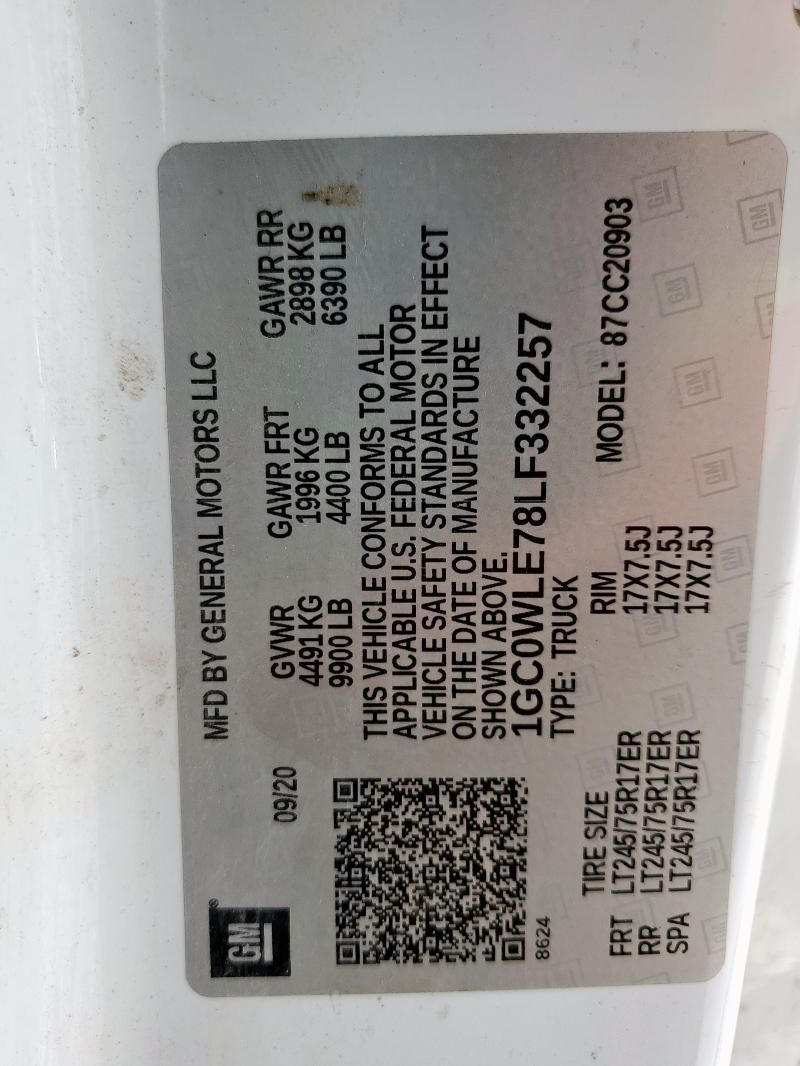 GM
MFD BY GENERAL MOTORS LLC
09/20
GVWR GAWR FRT GAWR RR
4491 KG 1996 KG 2898 KG
9900 LB 4400 LB 6390 LB
THIS VEHICLE CONFORMS TO ALL
APPLICABLE U.S. FEDERAL MOTOR
VEHICLE SAFETY STANDARDS IN EFFECT
ON THE DATE OF MANUFACTURE
SHOWN ABOVE.
1GC0WLE78LF332257
8624
TYPE: TRUCK
MODEL: 87CC20903
TIRE SIZE RIM
FRT LT245/75R17ER 17X7.5J
RR LT245/75R17ER 17X7.5J
SPA LT245/75R17ER 17X7.5J